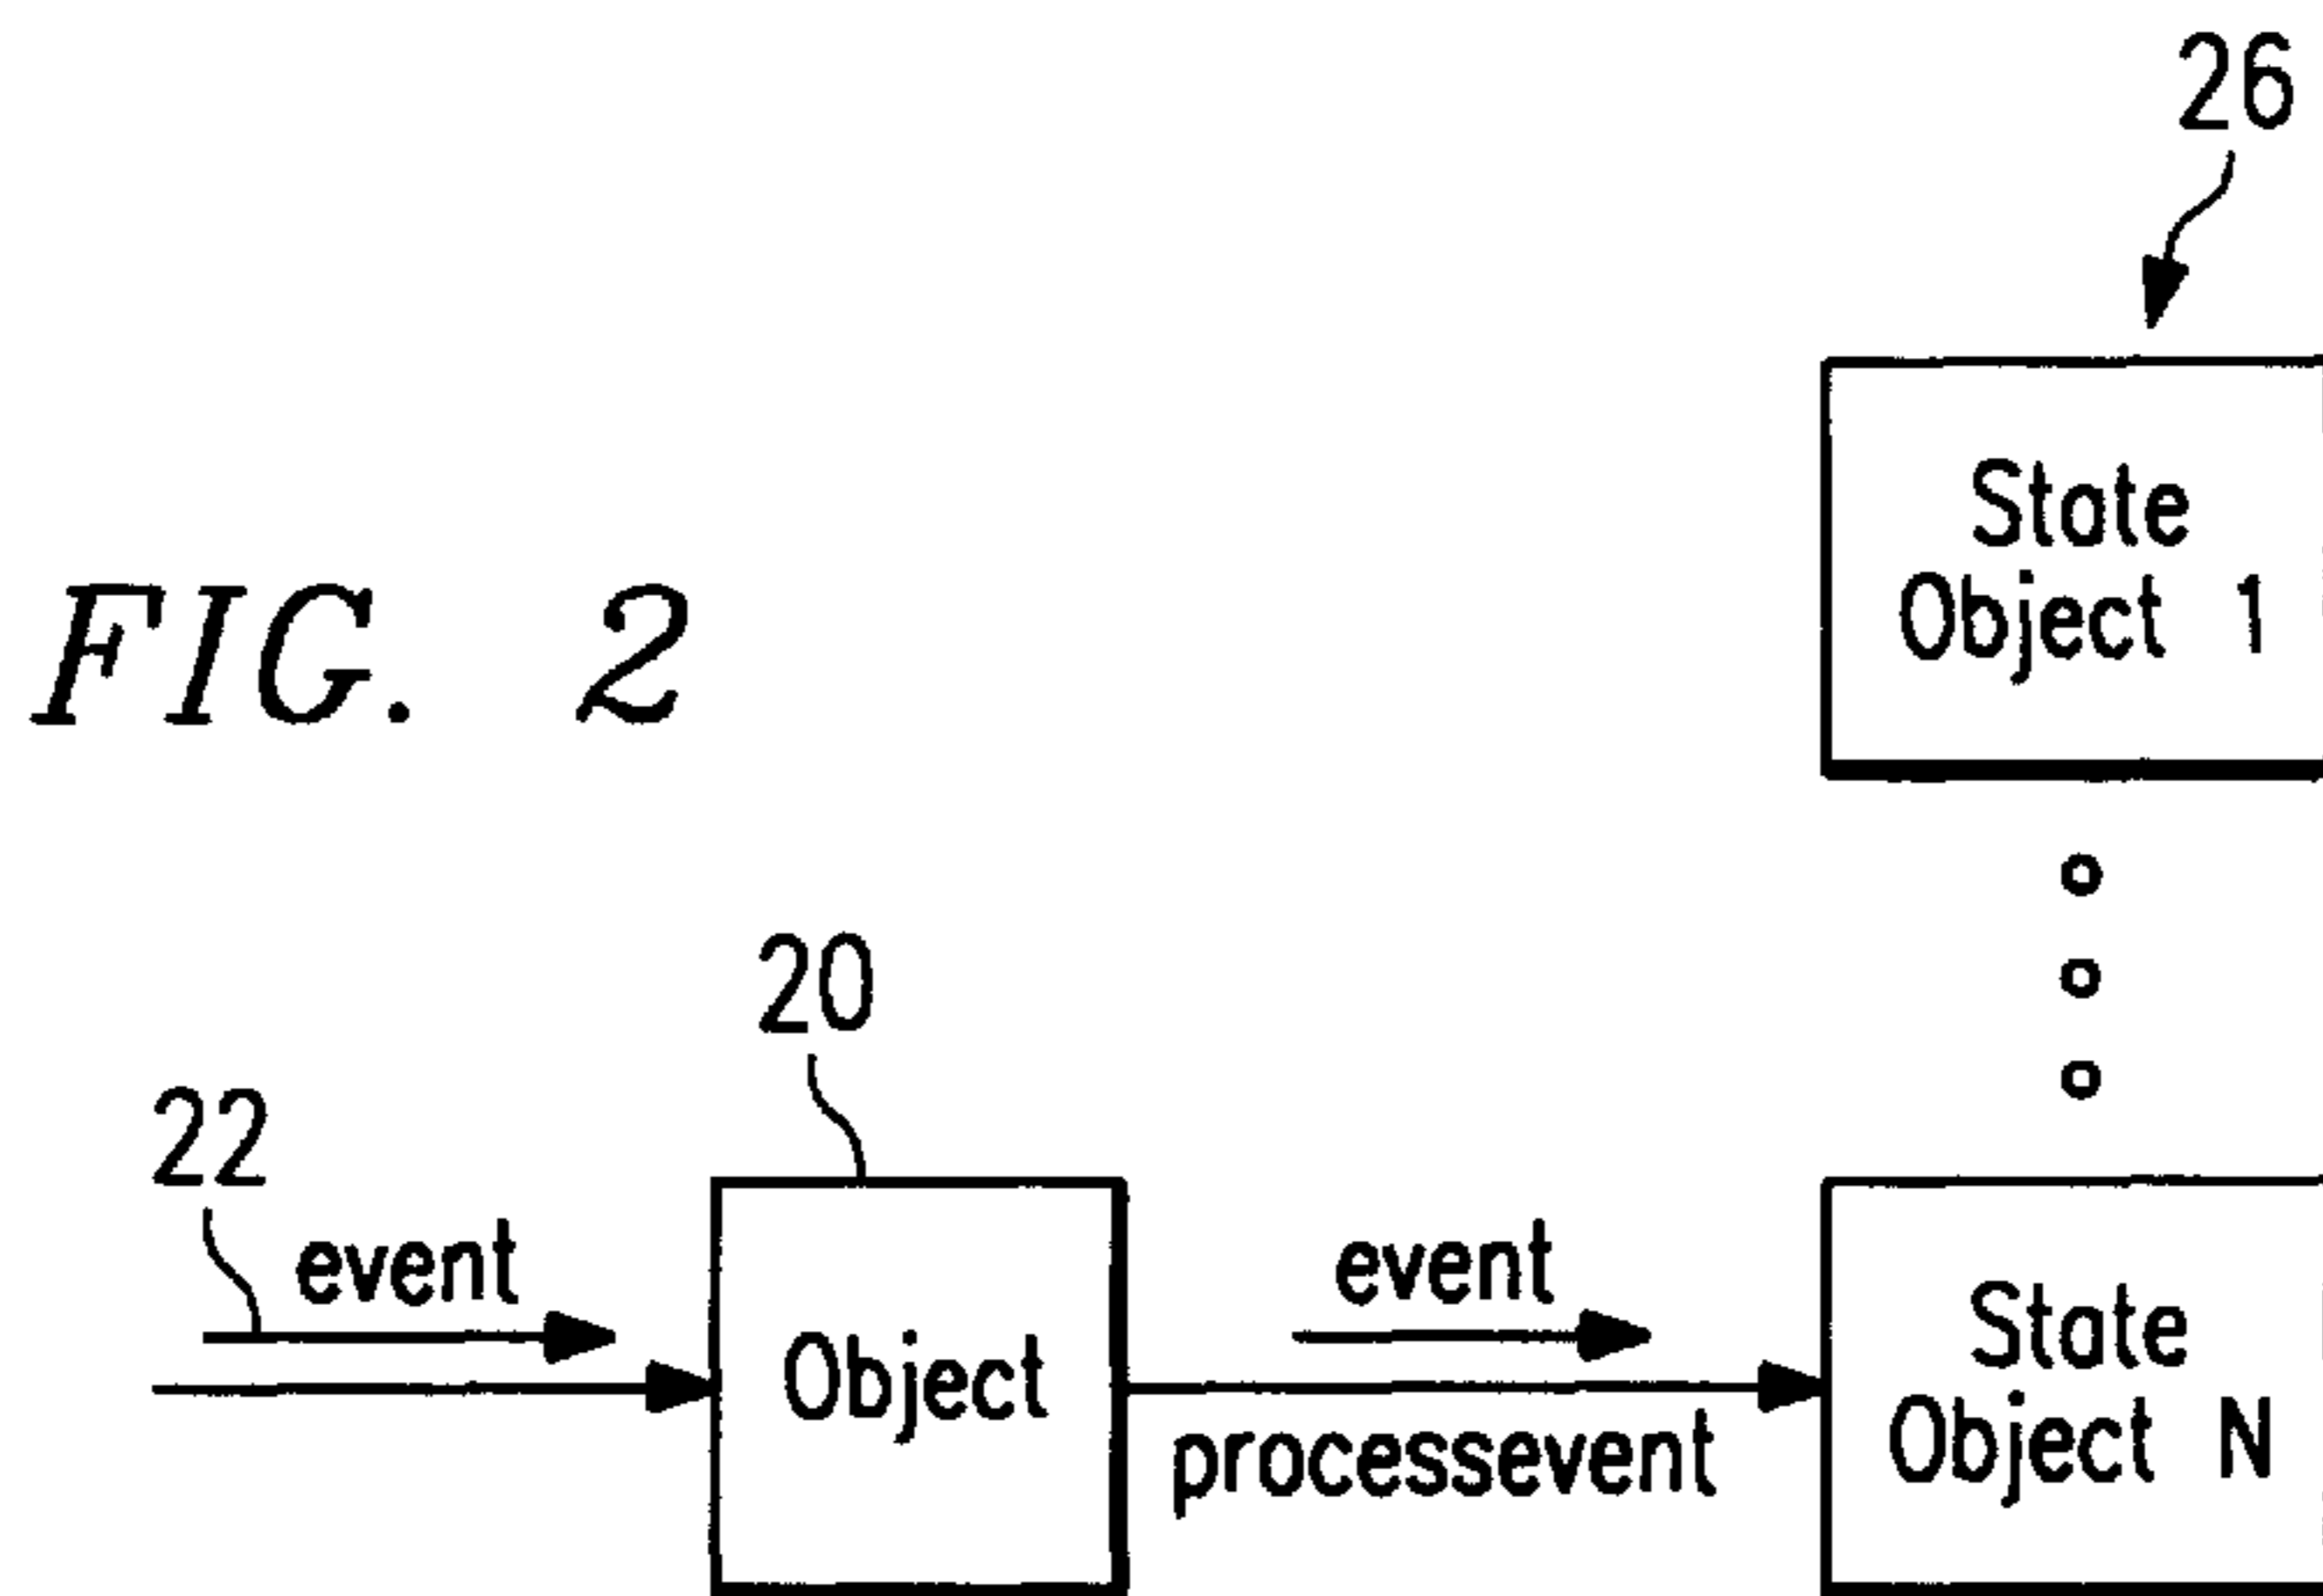 26
State
Object 1
FIG. 2
20
22
event
Object
event
processevent
State
Object N